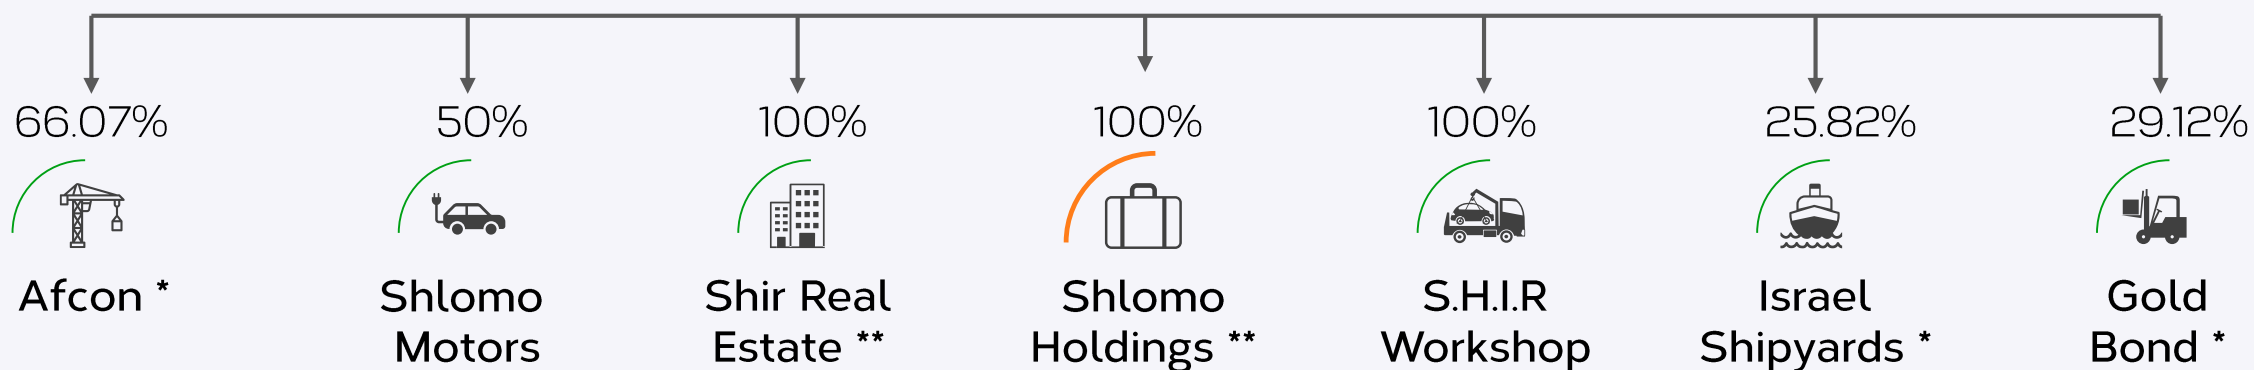 66.07%
50%
100%
100%
100%
25.82%
29.12%
Afcon *
Shlomo
Motors
Shir Real
Estate **
Shlomo
Holdings **
S.H.I.R
Workshop
Israel
Shipyards *
Gold
Bond *